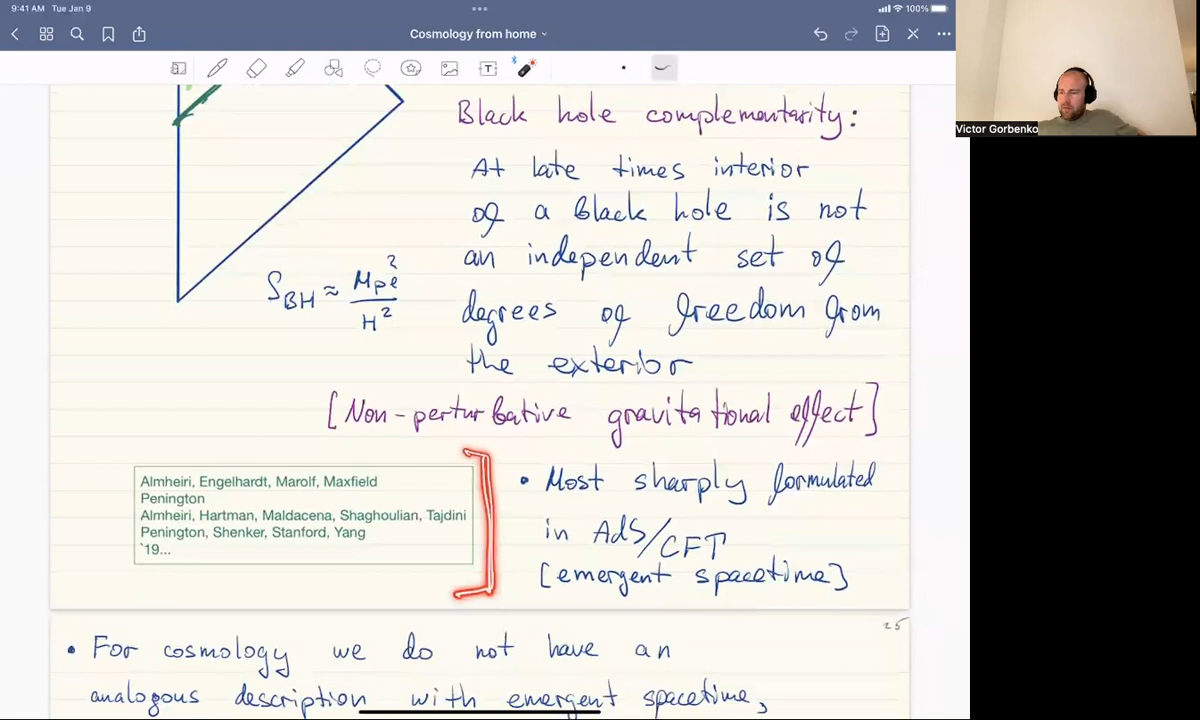 9:41 AM Tue Jan 9
100%
Cosmology from home
Victor Gorbenko
Black hole complementarity:
At late times interior
of a Black hole is not
an independent set of
degrees of freedom from
the exterior
S_BH ≈ M_pl^2 / H^2
[Non-perturbative gravitational effect]
Almheiri, Engelhardt, Marolf, Maxfield
Penington
Almheiri, Hartman, Maldacena, Shaghoulian, Tajdini
Penington, Shenker, Stanford, Yang
`19...
• Most sharply formulated
in AdS/CFT
[emergent spacetime]
25
• For cosmology we do not have an
analogous description with emergent spacetime,